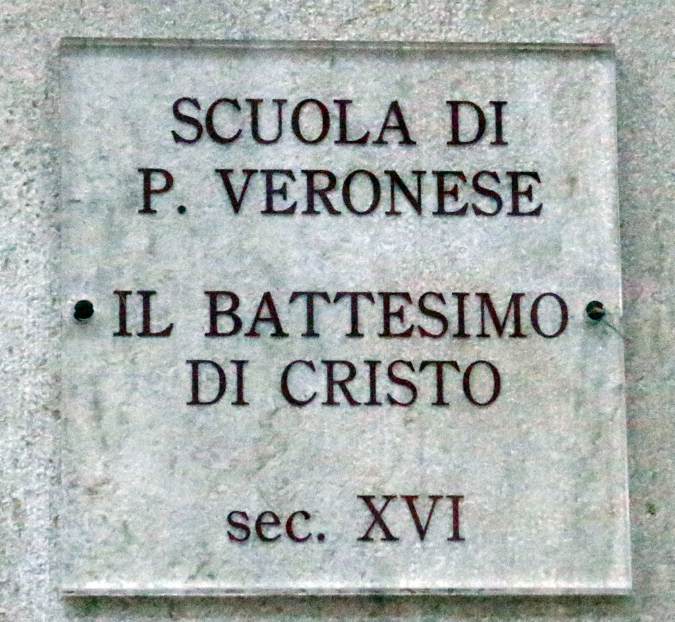 SCUOLA DI
P. VERONESE
IL BATTESIMO
DI CRISTO
sec. XVI